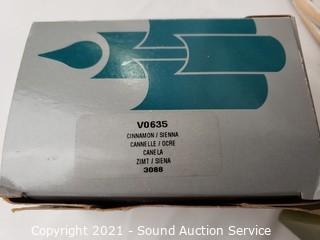 V0635
CINNAMON / SIENNA
CANNELLE / OCRE
CANELA
ZIMT / SIENA
3088
Copyright © 2021 - Sound Auction Service